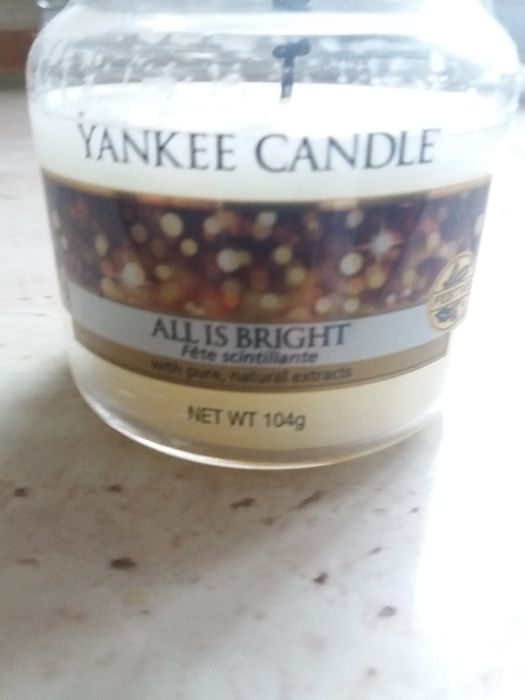 YANKEE CANDLE
ALL IS BRIGHT
Fête scintillante
with pure, natural extracts
NET WT 104g